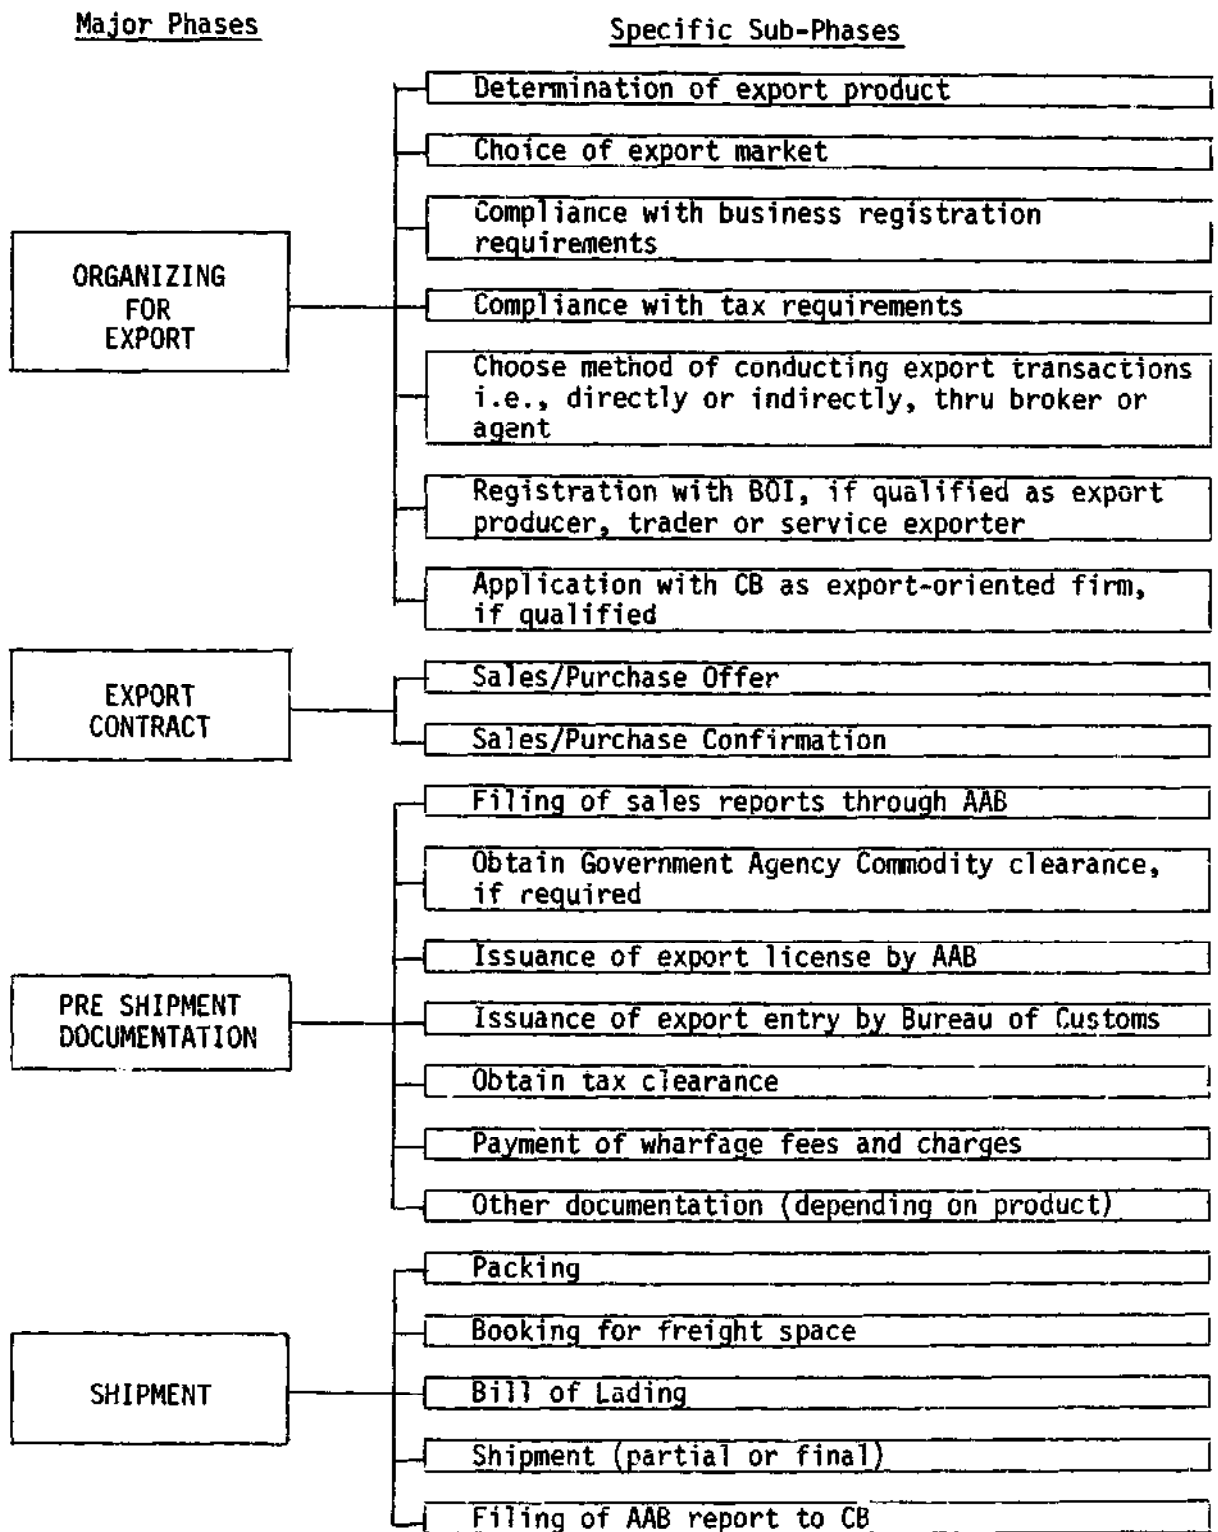 Major Phases
Specific Sub-Phases
ORGANIZING
FOR
EXPORT
Determination of export product
Choice of export market
Compliance with business registration
requirements
Compliance with tax requirements
Choose method of conducting export transactions
i.e., directly or indirectly, thru broker or
agent
Registration with BOI, if qualified as export
producer, trader or service exporter
Application with CB as export-oriented firm,
if qualified
EXPORT
CONTRACT
Sales/Purchase Offer
Sales/Purchase Confirmation
PRE SHIPMENT
DOCUMENTATION
Filing of sales reports through AAB
Obtain Government Agency Commodity clearance,
if required
Issuance of export license by AAB
Issuance of export entry by Bureau of Customs
Obtain tax clearance
Payment of wharfage fees and charges
Other documentation (depending on product)
SHIPMENT
Packing
Booking for freight space
Bill of Lading
Shipment (partial or final)
Filing of AAB report to CB